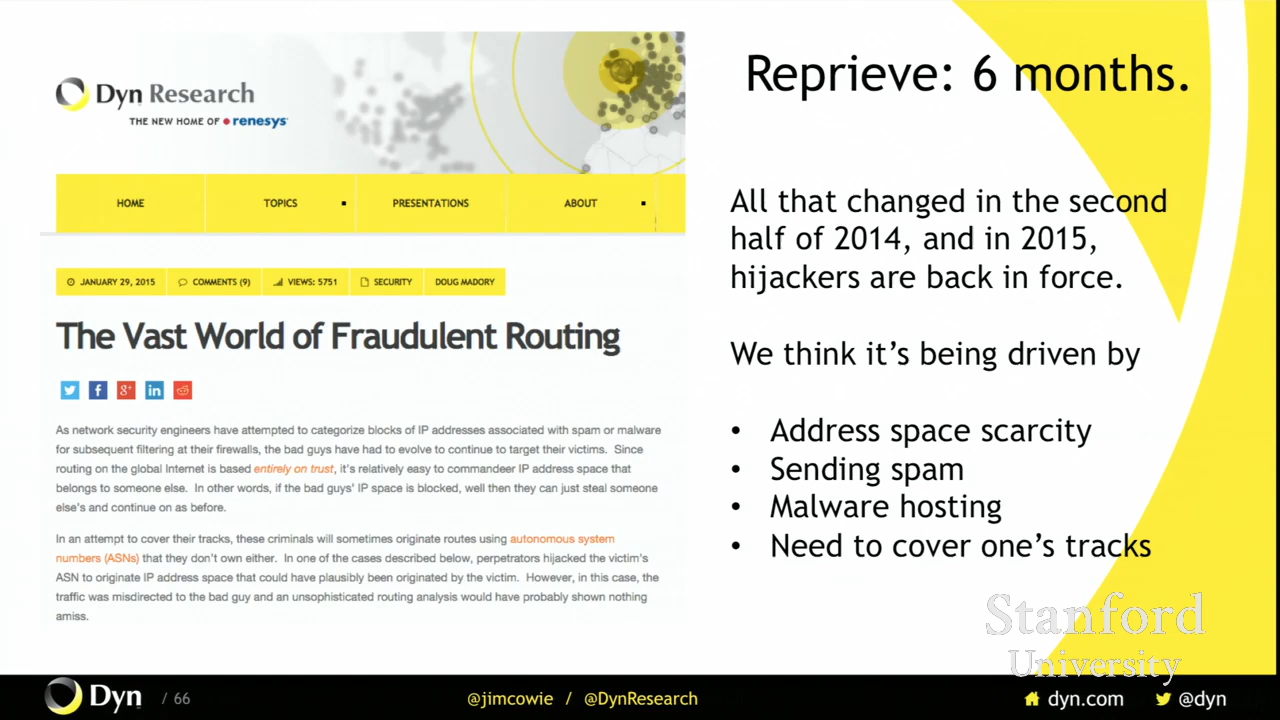 Dyn Research
THE NEW HOME OF renesys
HOME TOPICS PRESENTATIONS ABOUT
JANUARY 29, 2015 COMMENTS (9) VIEWS: 5751 SECURITY DOUG MADORY
The Vast World of Fraudulent Routing
As network security engineers have attempted to categorize blocks of IP addresses associated with spam or malware
for subsequent filtering at their firewalls, the bad guys have had to evolve to continue to target their victims. Since
routing on the global Internet is based entirely on trust, it's relatively easy to commandeer IP address space that
belongs to someone else. In other words, if the bad guys' IP space is blocked, well then they can just steal someone
else's and continue on as before.
In an attempt to cover their tracks, these criminals will sometimes originate routes using autonomous system
numbers (ASNs) that they don't own either. In one of the cases described below, perpetrators hijacked the victim's
ASN to originate IP address space that could have plausibly been originated by the victim. However, in this case, the
traffic was misdirected to the bad guy and an unsophisticated routing analysis would have probably shown nothing
amiss.
Reprieve: 6 months.
All that changed in the second
half of 2014, and in 2015,
hijackers are back in force.
We think it's being driven by
• Address space scarcity
• Sending spam
• Malware hosting
• Need to cover one's tracks
Stanford
University
Dyn / 66 @jimcowie / @DynResearch dyn.com @dyn